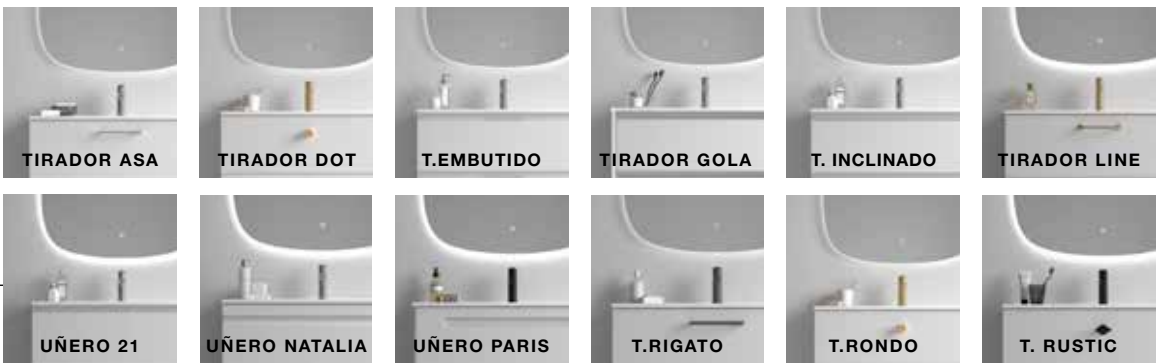 TIRADOR ASA
TIRADOR DOT
T.EMBUTIDO
TIRADOR GOLA
T. INCLINADO
TIRADOR LINE
UÑERO 21
UÑERO NATALIA
UÑERO PARIS
T.RIGATO
T.RONDO
T. RUSTIC